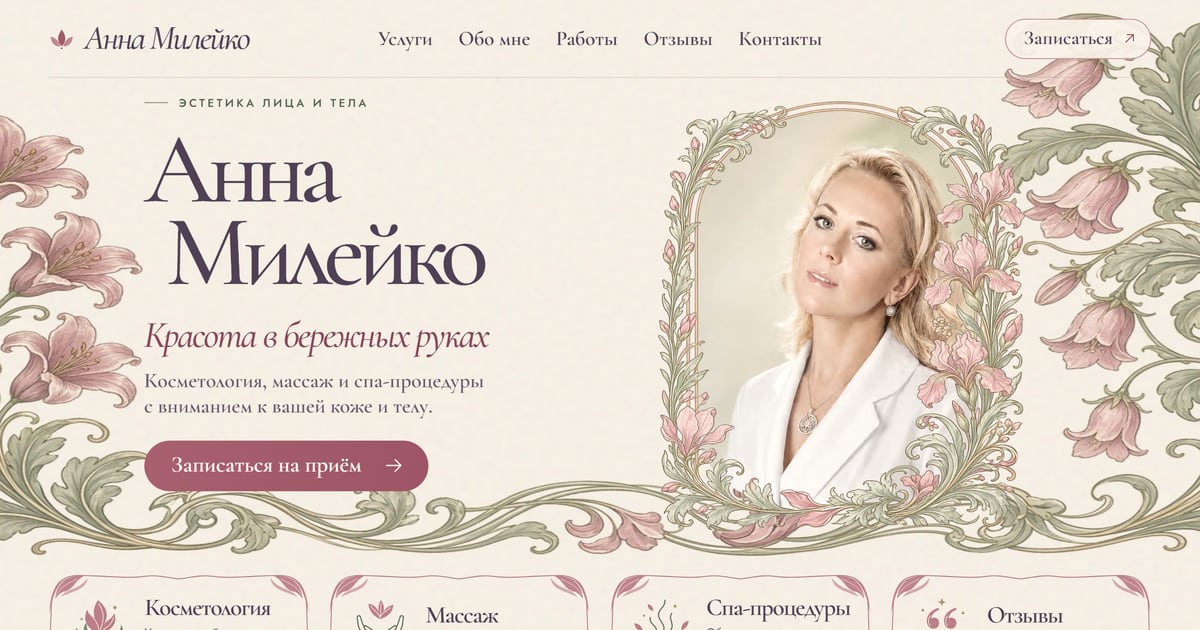 Анна Милейко
Услуги
Обо мне
Работы
Отзывы
Контакты
Записаться
ЭСТЕТИКА ЛИЦА И ТЕЛА
Анна
Милейко
Красота в бережных руках
Косметология, массаж и спа-процедуры
с вниманием к вашей коже и телу.
Записаться на приём
Косметология
Массаж
Спа-процедуры
Отзывы